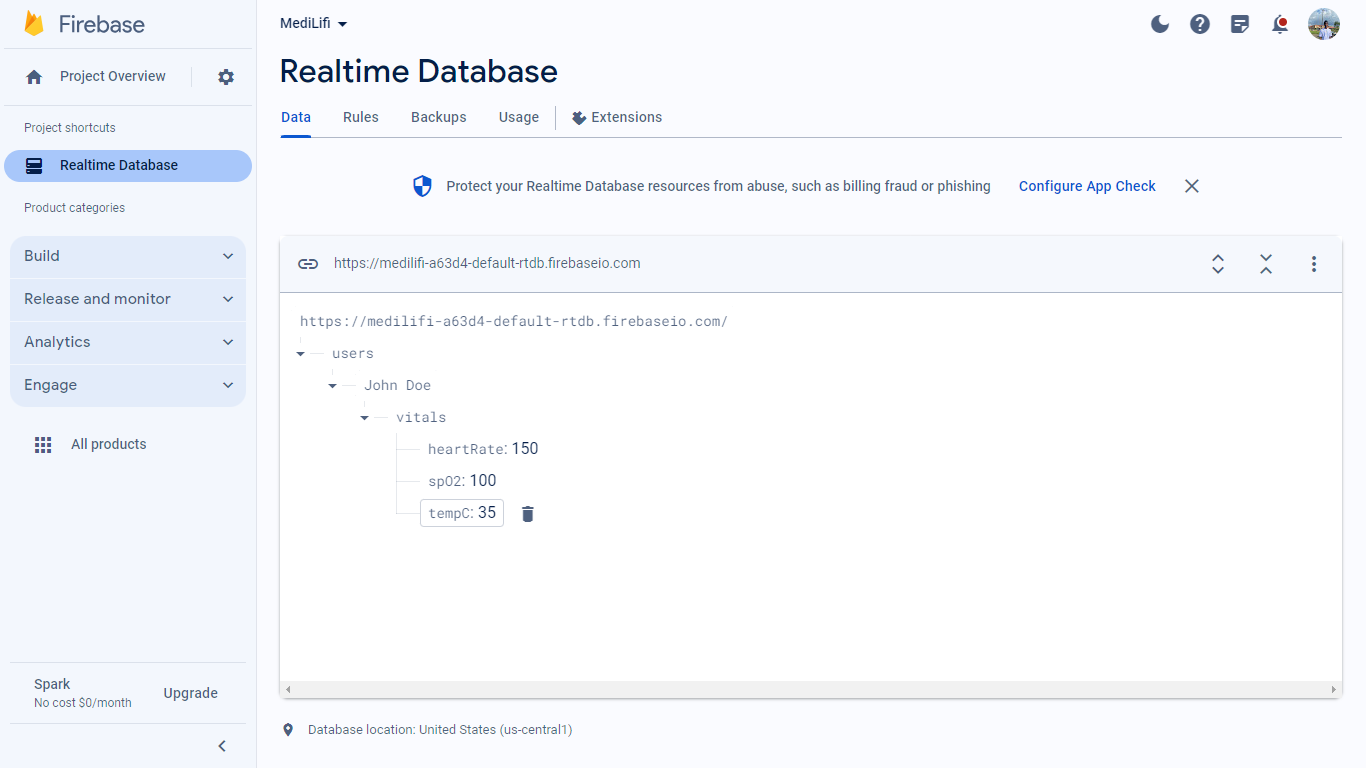 Firebase
MediLifi
Project Overview
Realtime Database
Data Rules Backups Usage Extensions
Project shortcuts
Realtime Database
Product categories
Build
Release and monitor
Analytics
Engage
All products
Spark
No cost $0/month
Upgrade
Protect your Realtime Database resources from abuse, such as billing fraud or phishing Configure App Check
https://medilifi-a63d4-default-rtdb.firebaseio.com
https://medilifi-a63d4-default-rtdb.firebaseio.com/
users
John Doe
vitals
heartRate: 150
spO2: 100
tempC: 35
Database location: United States (us-central1)